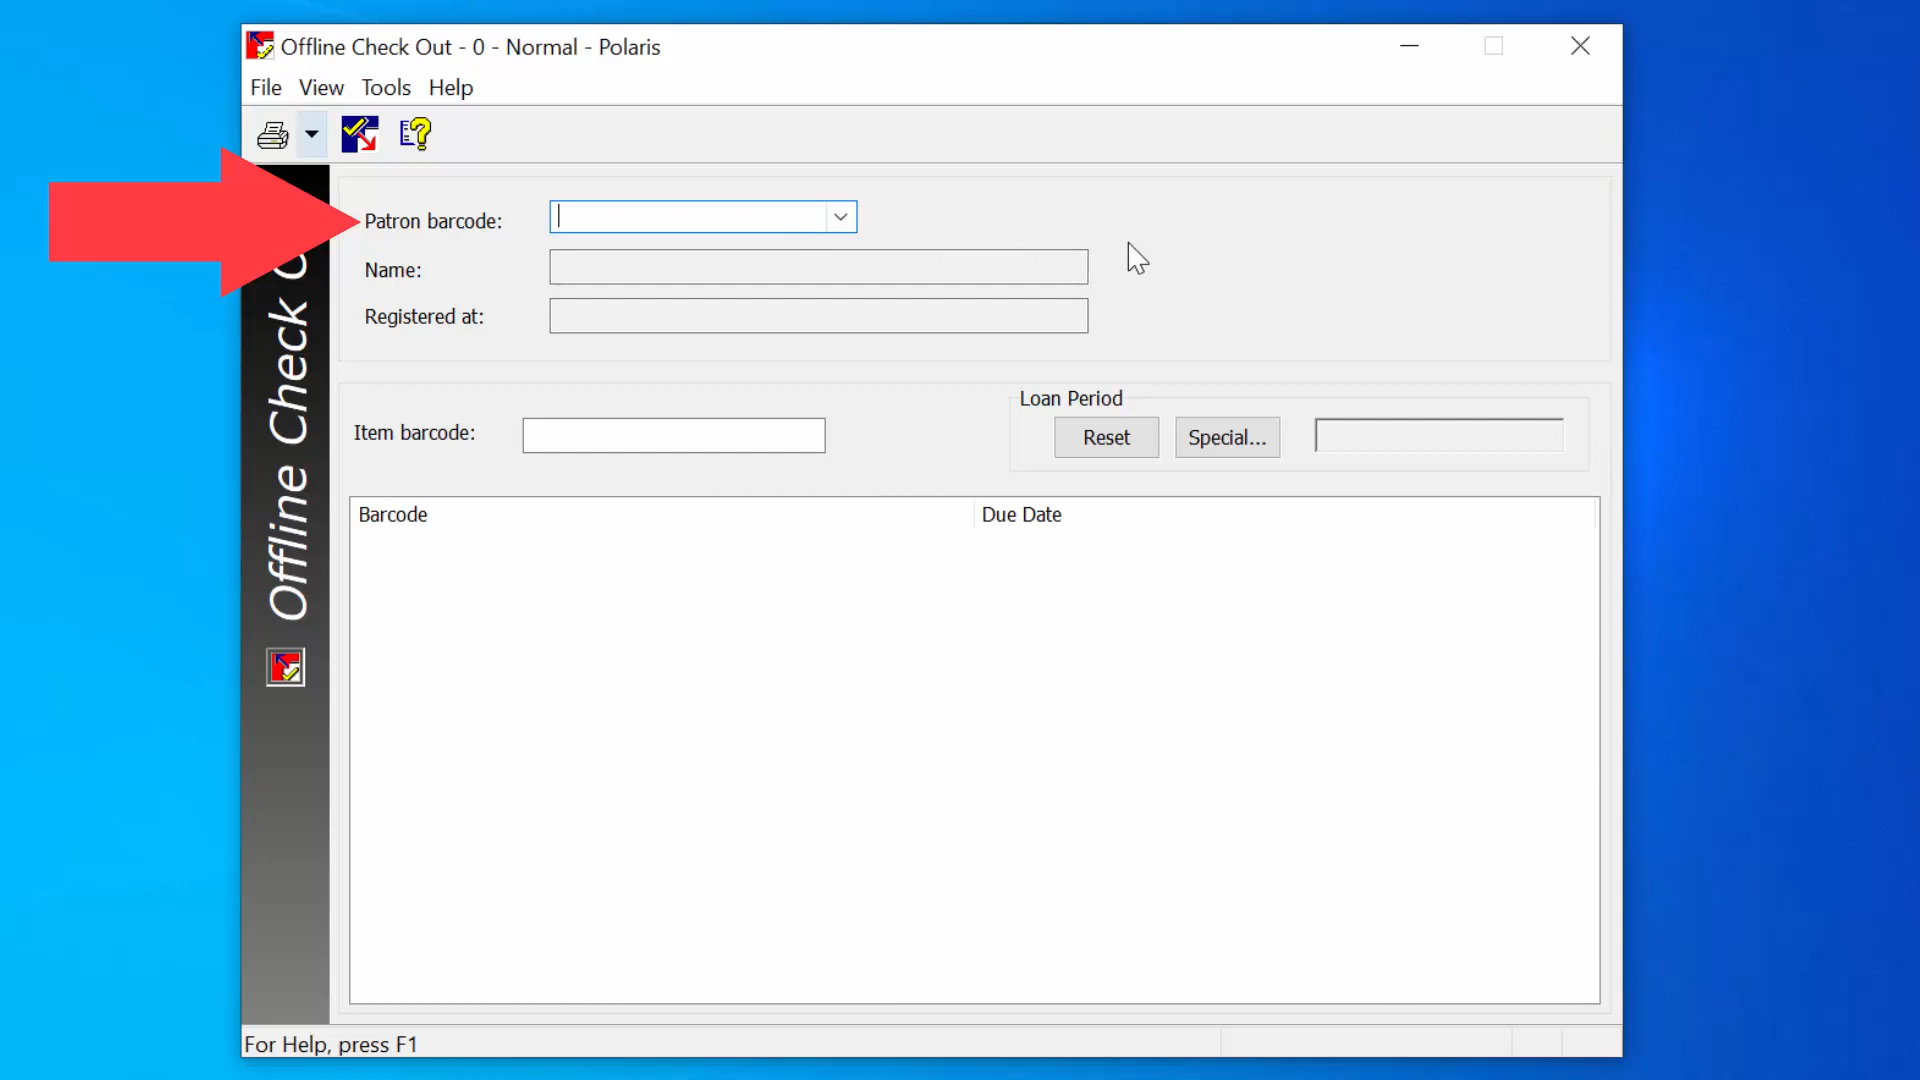 Offline Check Out - 0 - Normal - Polaris
File View Tools Help
Patron barcode:
Name:
Registered at:
Offline Check O
Loan Period
Item barcode:
Reset
Special...
Barcode
Due Date
For Help, press F1